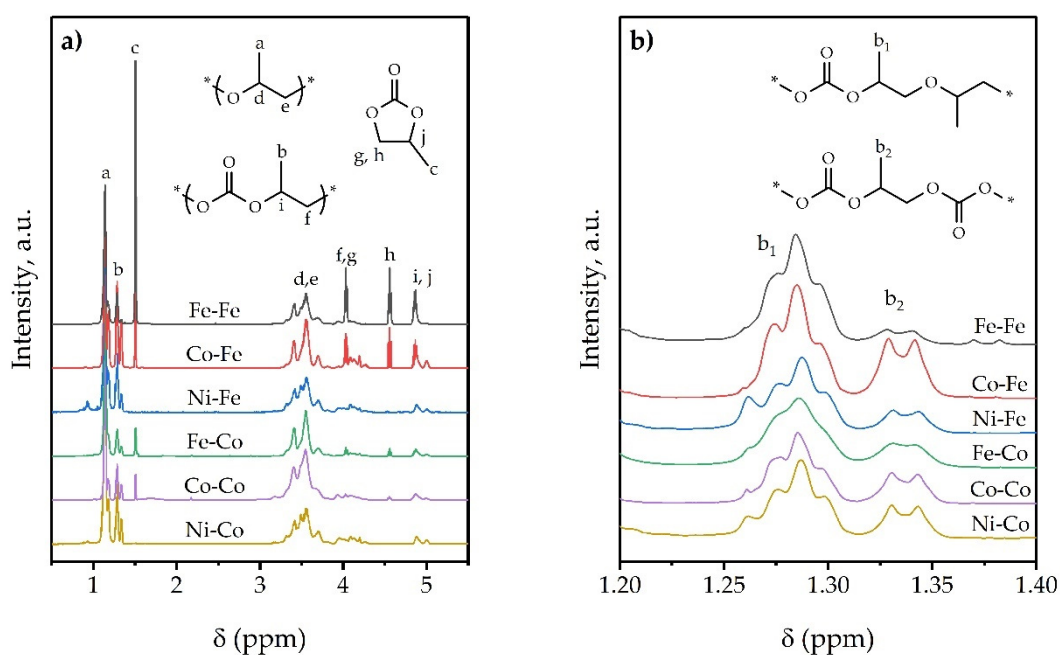 a)
a
c
O
*
(
O
d
e
)
*
O
O
O
g, h
j
c
b
O
*
(
O
O
i
f
)
*
a
b
d,e
f,g
h
i, j
Fe-Fe
Co-Fe
Ni-Fe
Fe-Co
Co-Co
Ni-Co
1 2 3 4 5
δ (ppm)
Intensity, a.u.
b)
b₁
O
*
O
O
O
*
b₂
O
*
O
O
O
O
*
O
b₁
b₂
Fe-Fe
Co-Fe
Ni-Fe
Fe-Co
Co-Co
Ni-Co
1.20 1.25 1.30 1.35 1.40
δ (ppm)
Intensity, a.u.